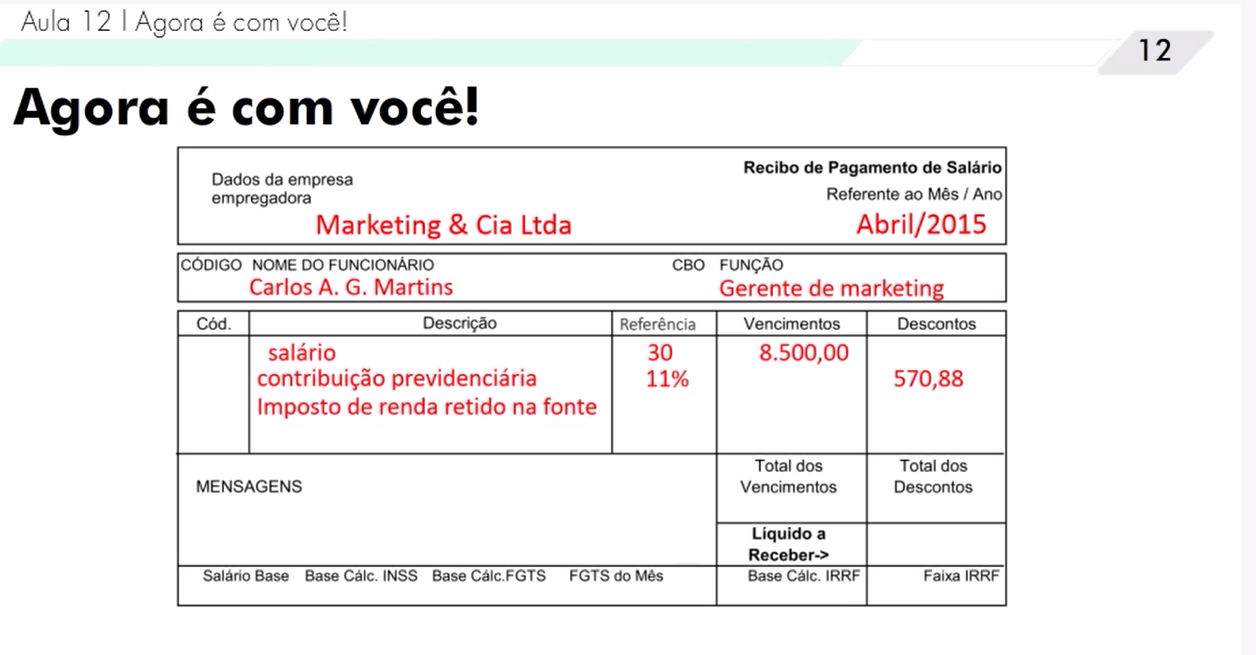 Aula 12 | Agora é com você!
12
Agora é com você!
Recibo de Pagamento de Salário
Dados da empresa
empregadora
Referente ao Mês / Ano
Marketing & Cia Ltda
Abril/2015
CÓDIGO NOME DO FUNCIONÁRIO CBO FUNÇÃO
Carlos A. G. Martins Gerente de marketing
Cód. Descrição Referência Vencimentos Descontos
salário 30 8.500,00
contribuição previdenciária 11% 570,88
Imposto de renda retido na fonte
MENSAGENS
Total dos
Vencimentos
Total dos
Descontos
Líquido a
Receber->
Salário Base Base Cálc. INSS Base Cálc.FGTS FGTS do Mês Base Cálc. IRRF Faixa IRRF